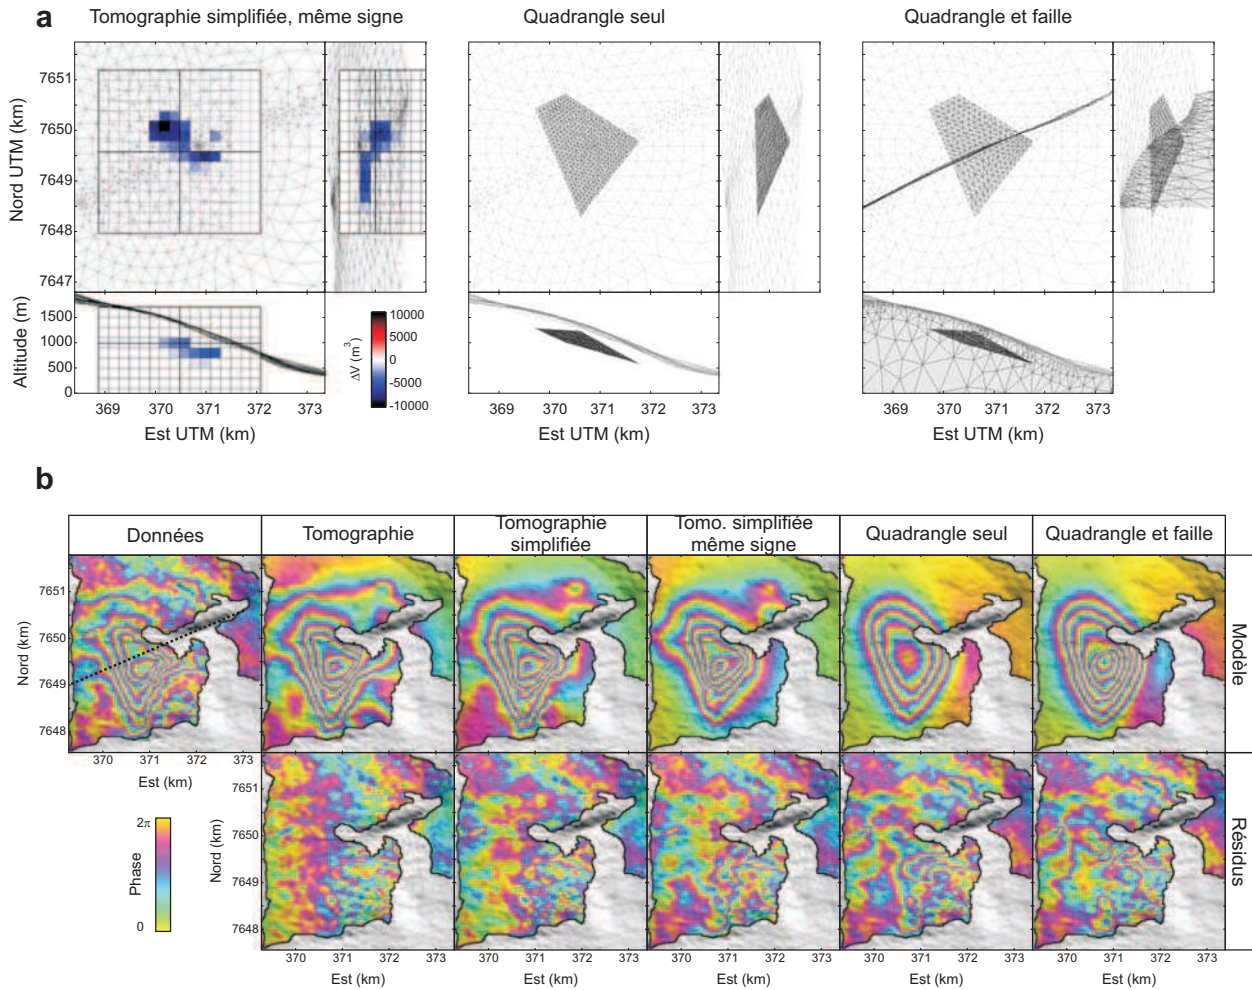 a
Tomographie simplifiée, même signe
Quadrangle seul
Quadrangle et faille
Nord UTM (km)
7651
7650
7649
7648
7647
Altitude (m)
1500
1000
500
0
369 370 371 372 373
Est UTM (km)
ΔV (m³)
10000
5000
0
-5000
-10000
369 370 371 372 373
Est UTM (km)
369 370 371 372 373
Est UTM (km)
b
Données
Tomographie
Tomographie
simplifiée
Tomo. simplifiée
même signe
Quadrangle seul
Quadrangle et faille
Nord (km)
7651
7650
7649
7648
370 371 372 373
Est (km)
Modèle
Phase
2π
0
Nord (km)
7651
7650
7649
7648
Résidus
370 371 372 373
370 371 372 373
370 371 372 373
370 371 372 373
370 371 372 373
Est (km)
Est (km)
Est (km)
Est (km)
Est (km)